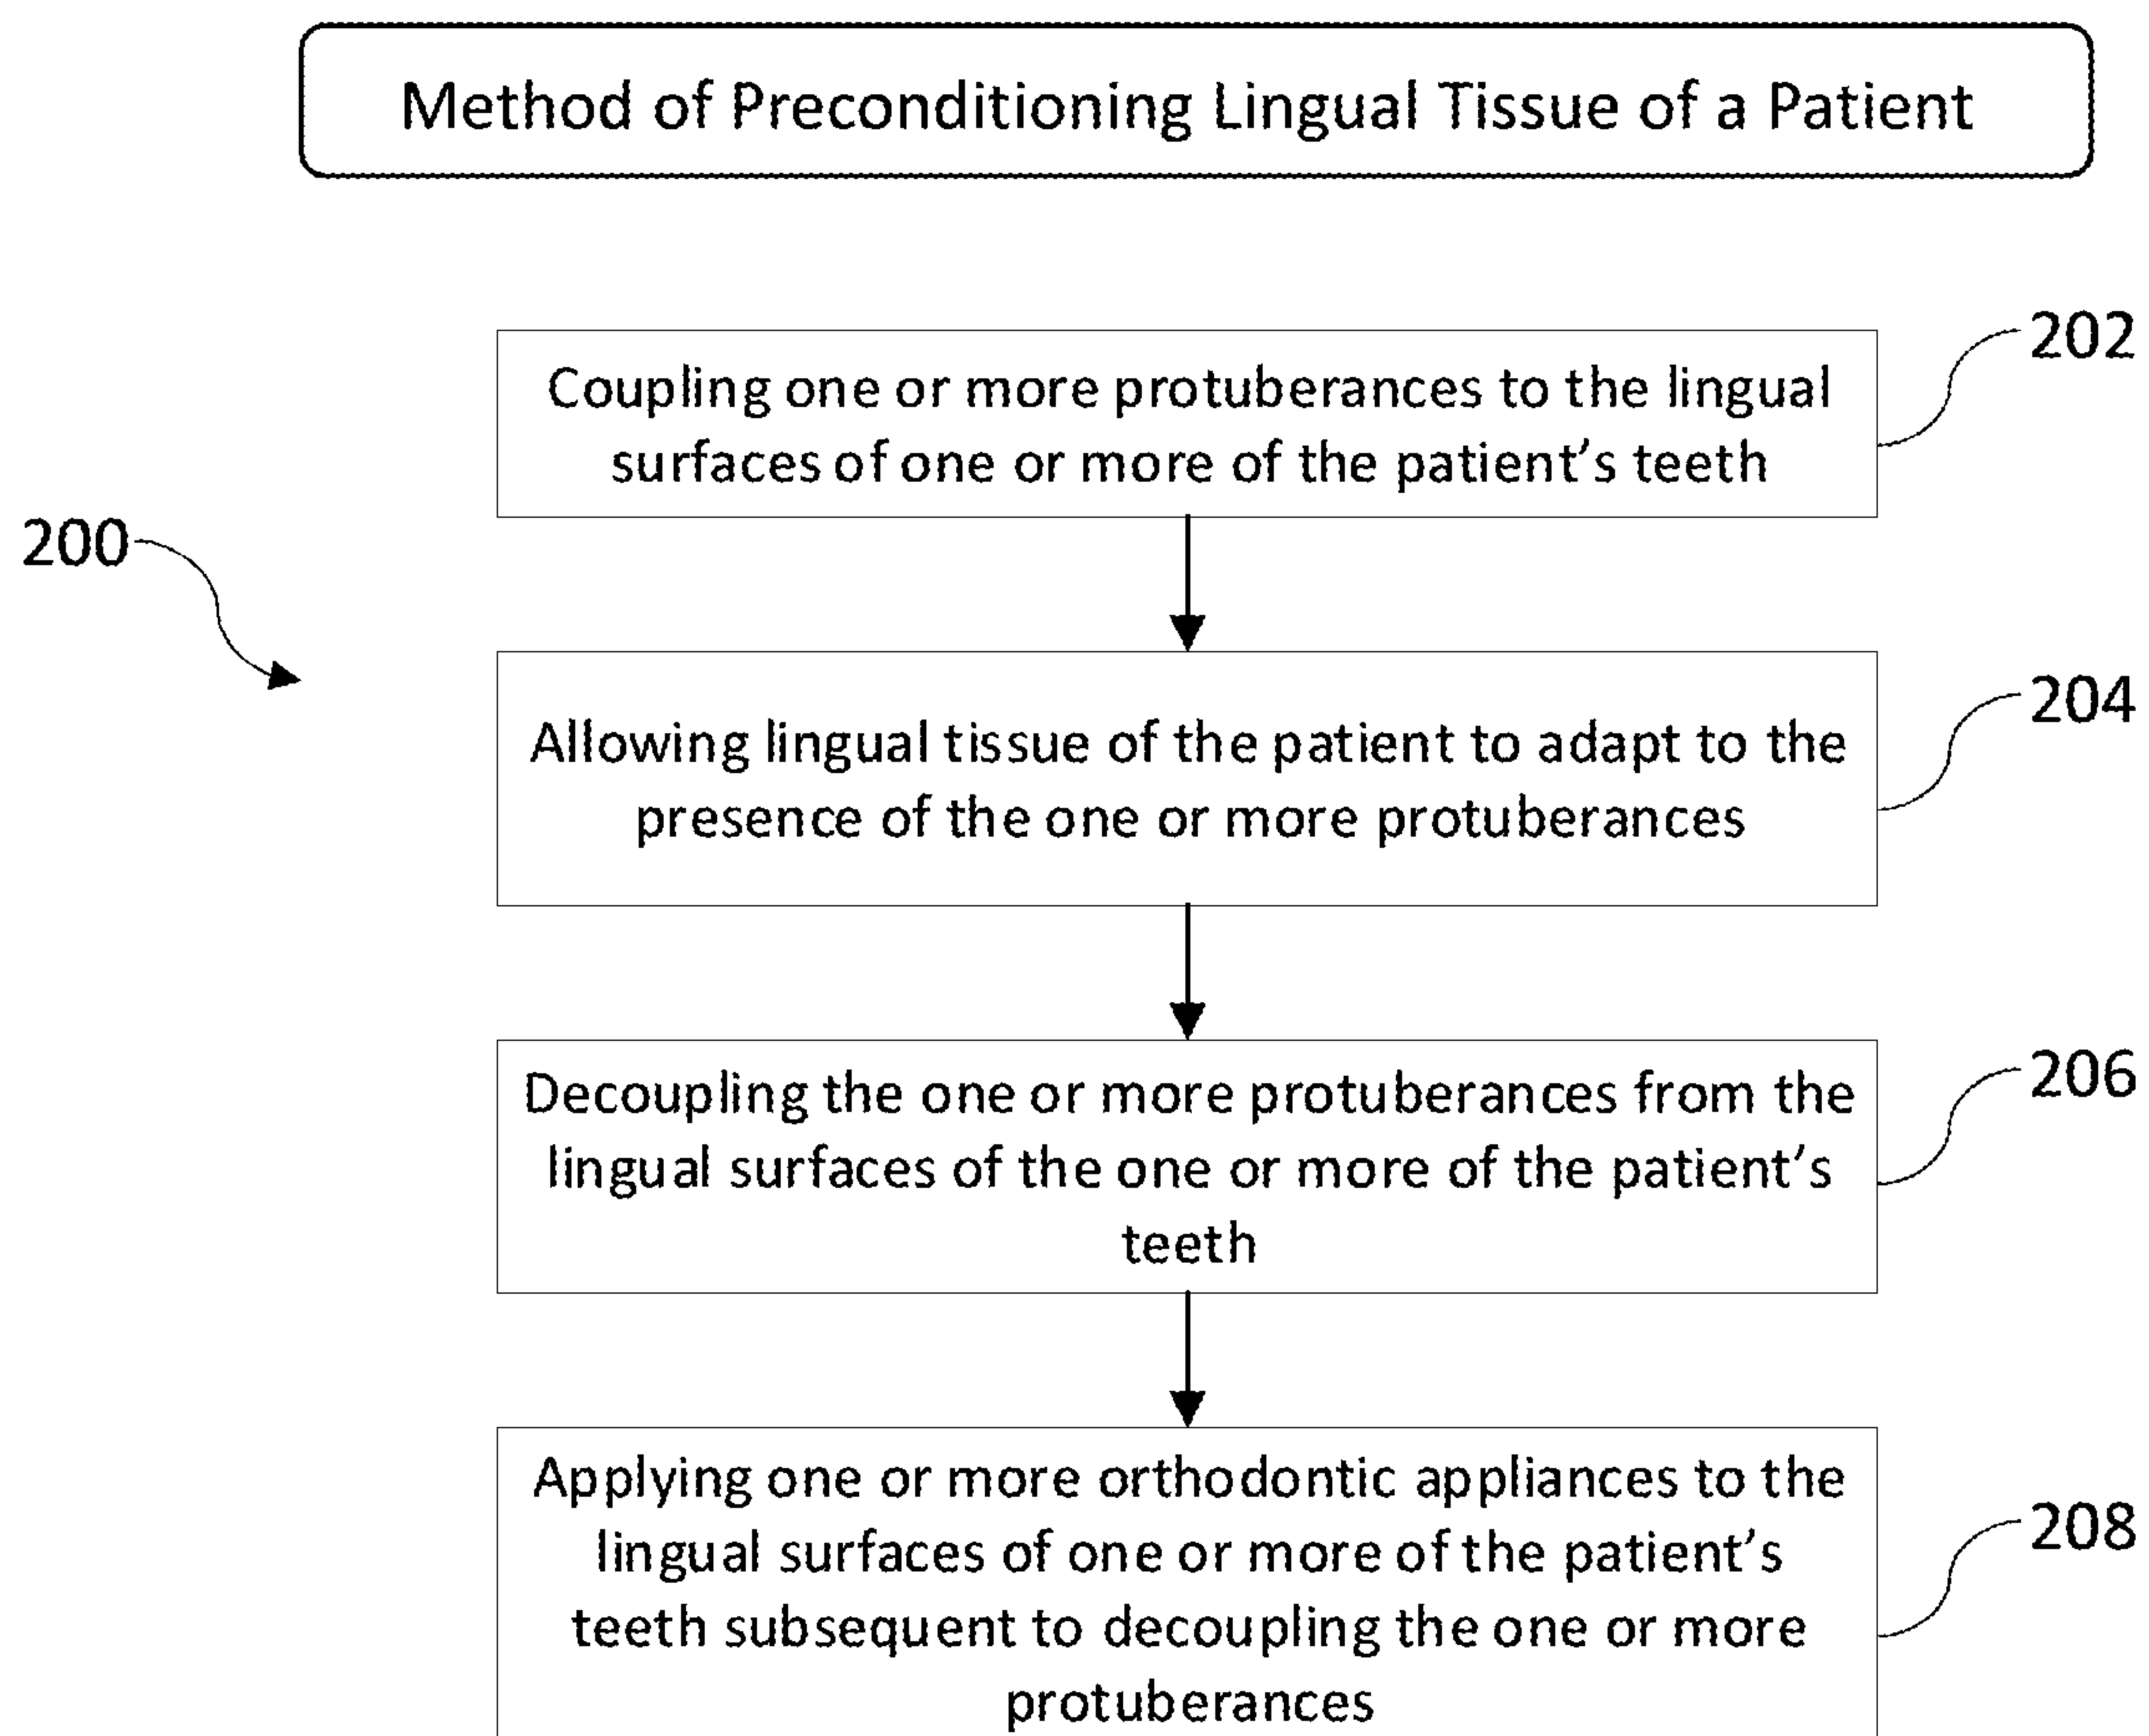 Method of Preconditioning Lingual Tissue of a Patient
202
Coupling one or more protuberances to the lingual
surfaces of one or more of the patient's teeth
200
204
Allowing lingual tissue of the patient to adapt to the
presence of the one or more protuberances
206
Decoupling the one or more protuberances from the
lingual surfaces of the one or more of the patient's
teeth
208
Applying one or more orthodontic appliances to the
lingual surfaces of one or more of the patient's
teeth subsequent to decoupling the one or more
protuberances